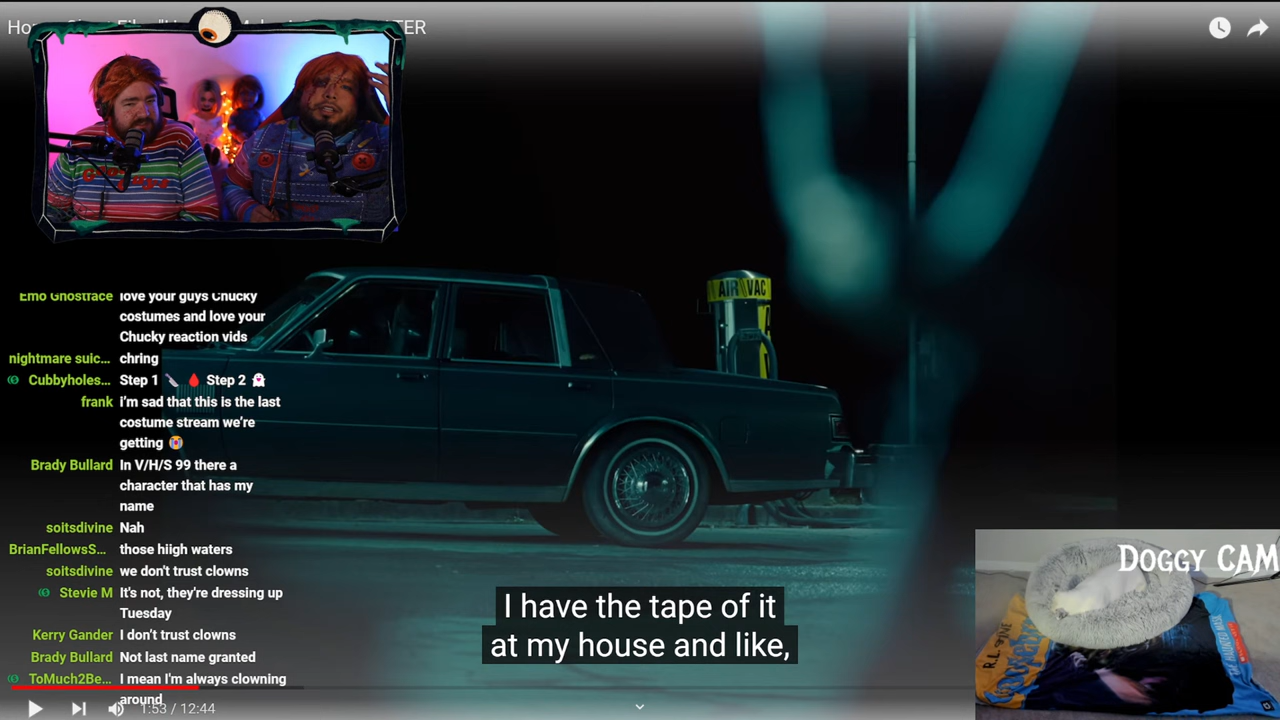 Ho
TER
Emo Ghostface love your guys Chucky
costumes and love your
Chucky reaction vids
nightmare suic... chring
Cubbyholes... Step 1 🔪 🩸 Step 2 👻
frank i'm sad that this is the last
costume stream we're
getting 😭
Brady Bullard In V/H/S 99 there a
character that has my
name
soitsdivine Nah
BrianFellowsS... those hiigh waters
soitsdivine we don't trust clowns
Stevie M It's not, they're dressing up
Tuesday
Kerry Gander I don't trust clowns
Brady Bullard Not last name granted
ToMuch2Be... I mean I'm always clowning
around
1:53 / 12:44
AIR VAC
I have the tape of it
at my house and like,
DOGGY CAM
R.L. STINE